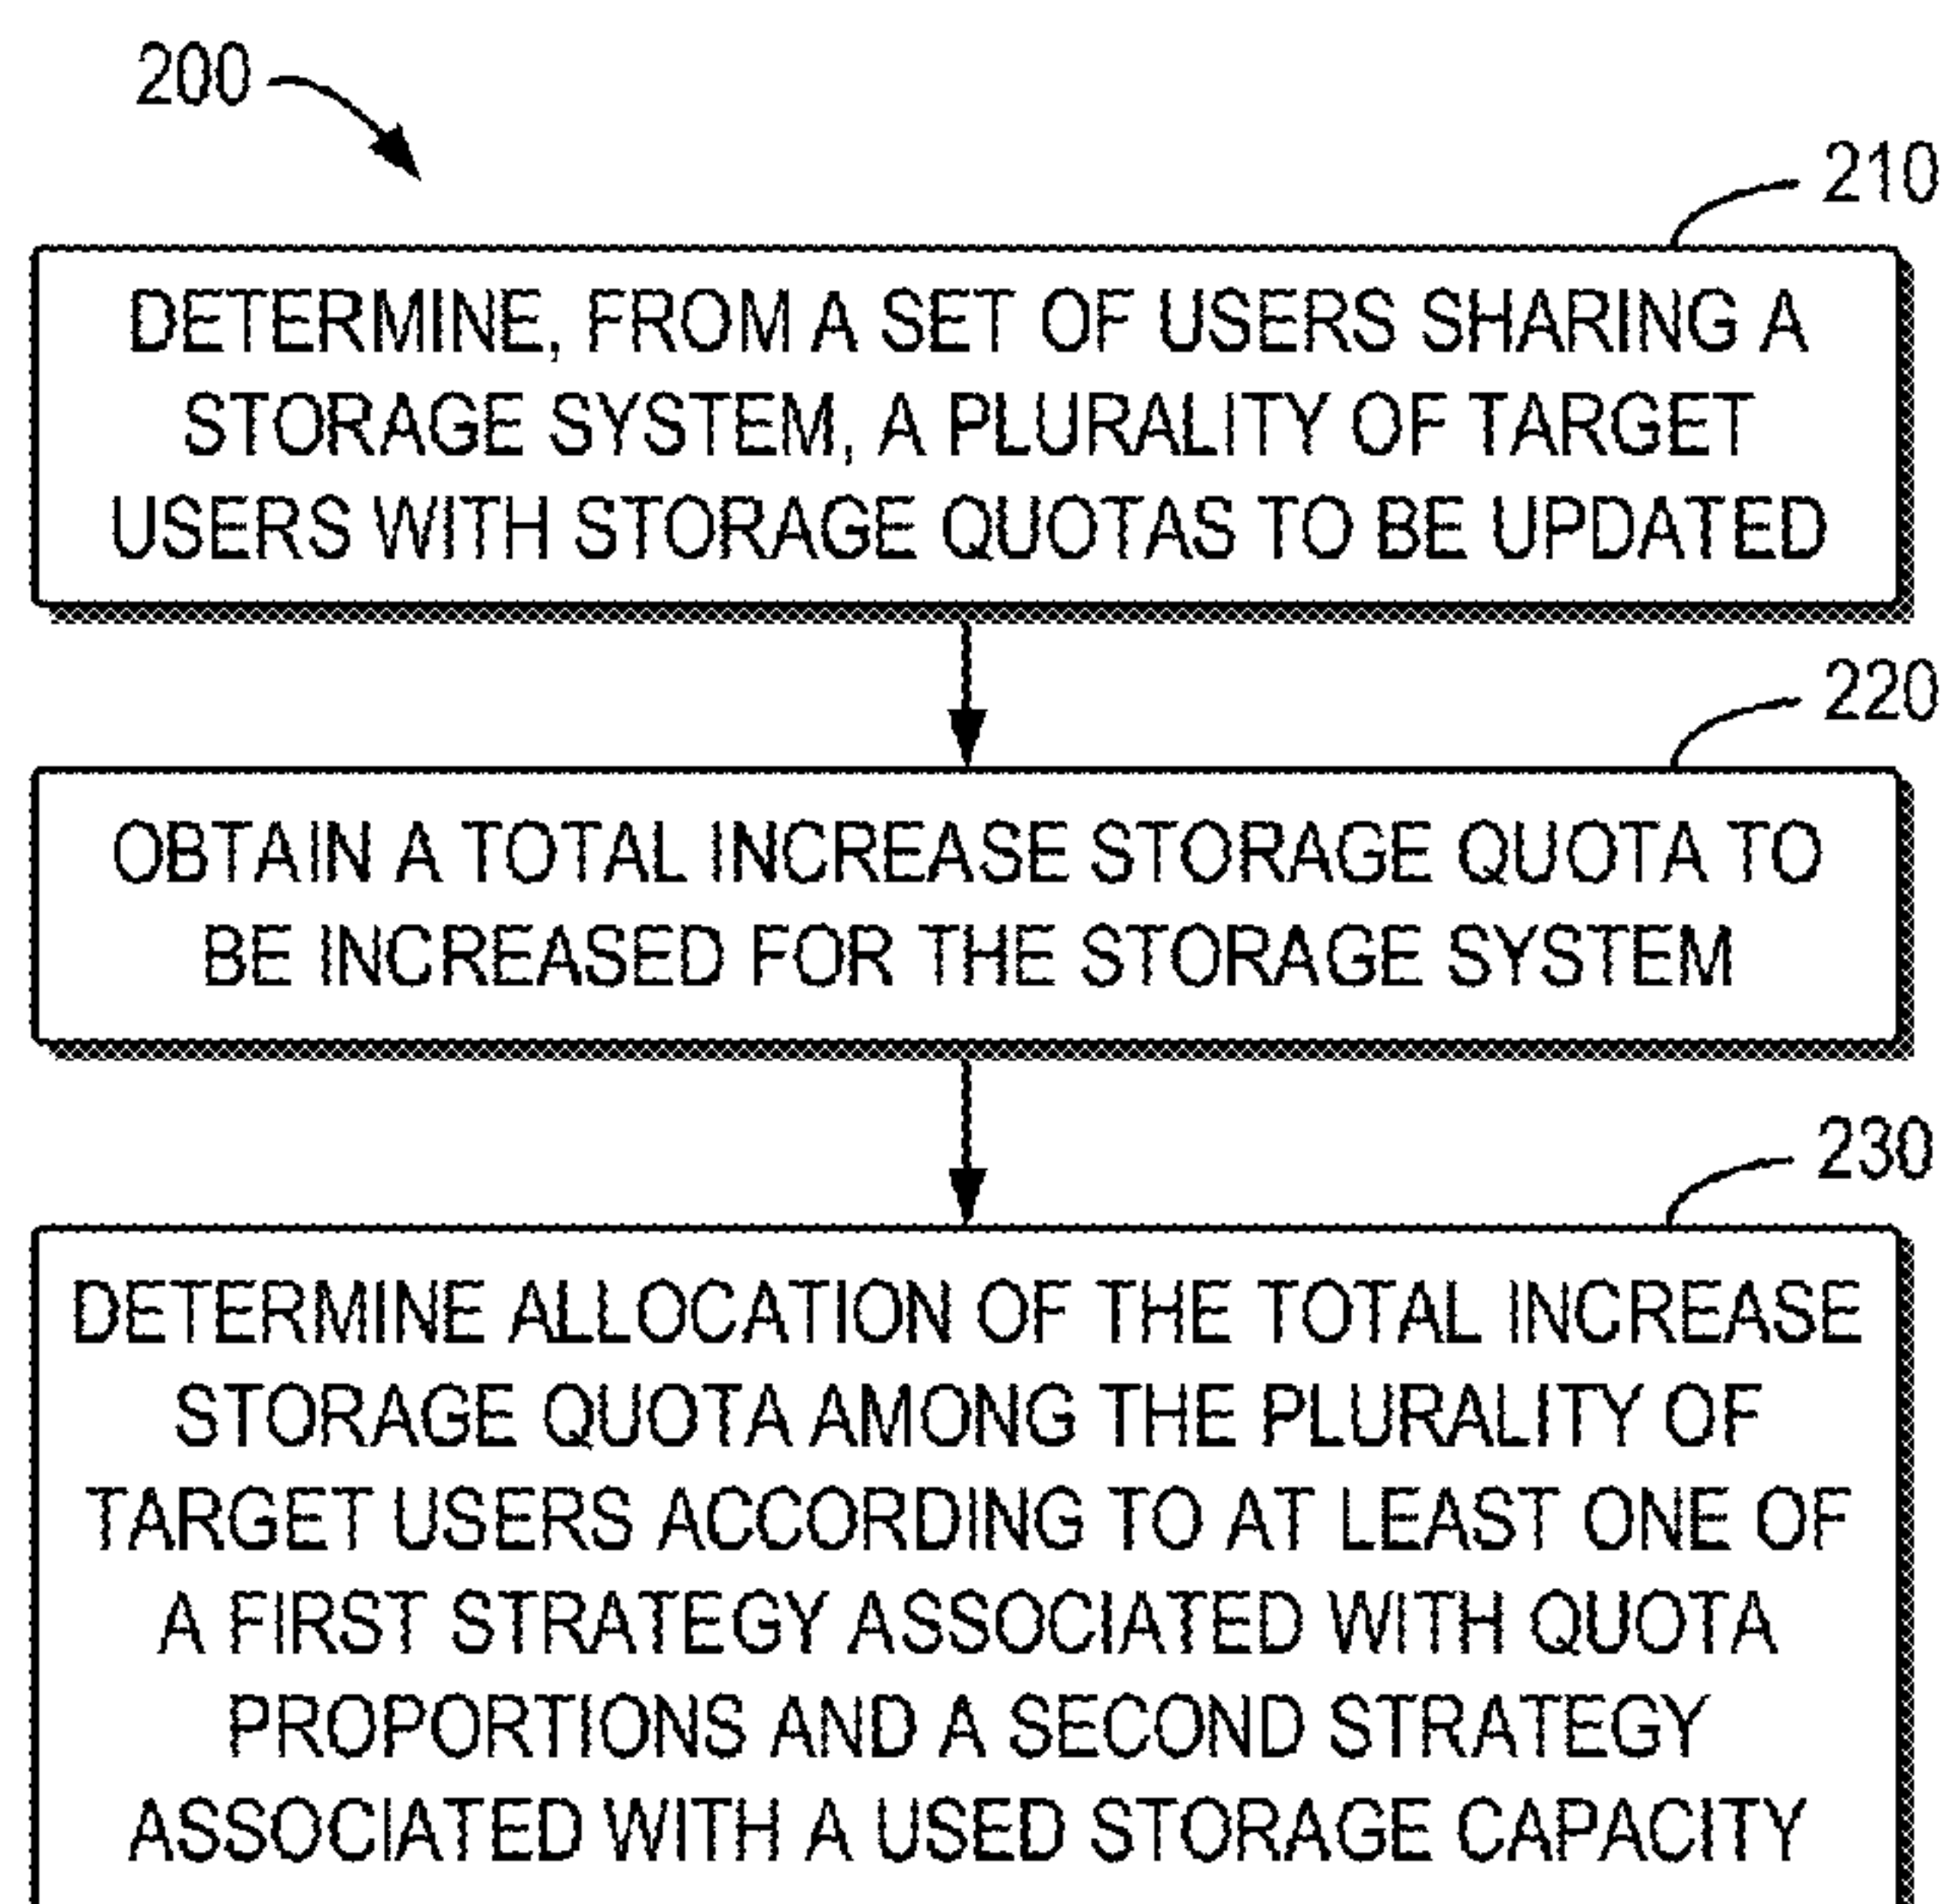 200
210
DETERMINE, FROM A SET OF USERS SHARING A
STORAGE SYSTEM, A PLURALITY OF TARGET
USERS WITH STORAGE QUOTAS TO BE UPDATED
220
OBTAIN A TOTAL INCREASE STORAGE QUOTA TO
BE INCREASED FOR THE STORAGE SYSTEM
230
DETERMINE ALLOCATION OF THE TOTAL INCREASE
STORAGE QUOTA AMONG THE PLURALITY OF
TARGET USERS ACCORDING TO AT LEAST ONE OF
A FIRST STRATEGY ASSOCIATED WITH QUOTA
PROPORTIONS AND A SECOND STRATEGY
ASSOCIATED WITH A USED STORAGE CAPACITY